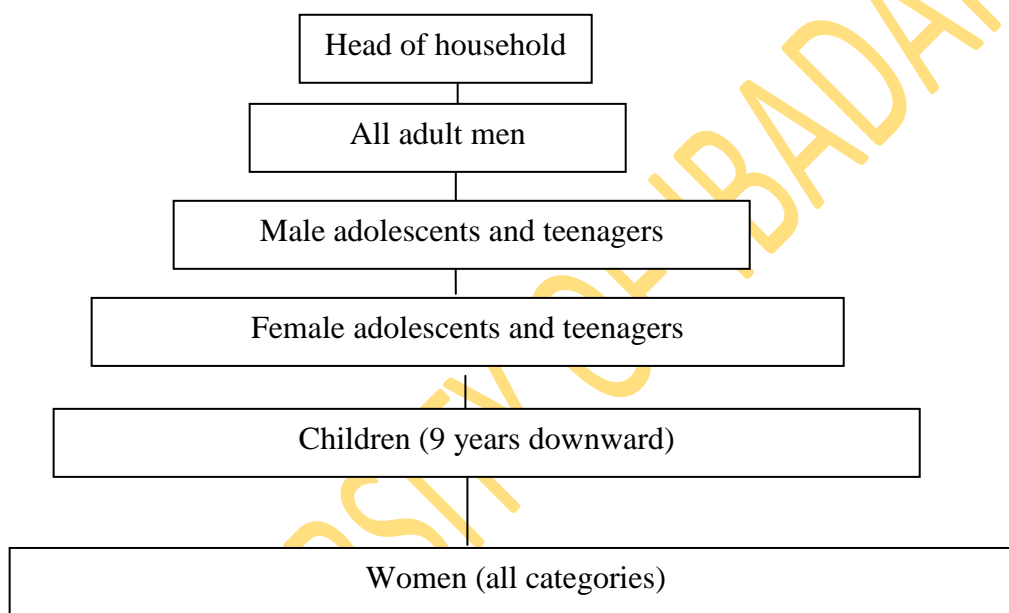 Head of household
All adult men
Male adolescents and teenagers
Female adolescents and teenagers
Children (9 years downward)
Women (all categories)